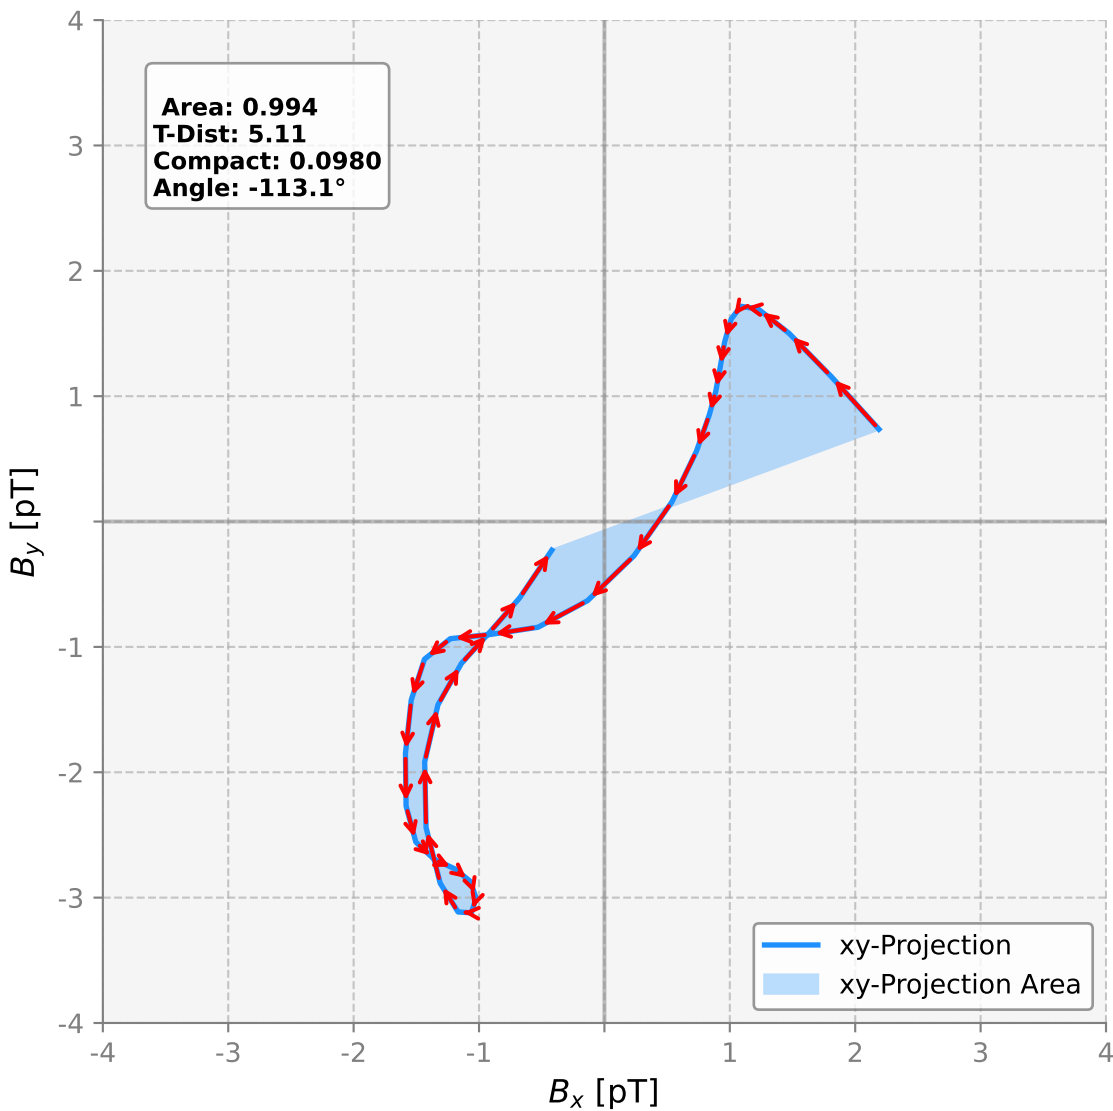 4
3
2
1
-1
-2
-3
-4
-4
-3
-2
-1
1
2
3
4
Area: 0.994
T-Dist: 5.11
Compact: 0.0980
Angle: -113.1°
B_y [pT]
B_x [pT]
xy-Projection
xy-Projection Area